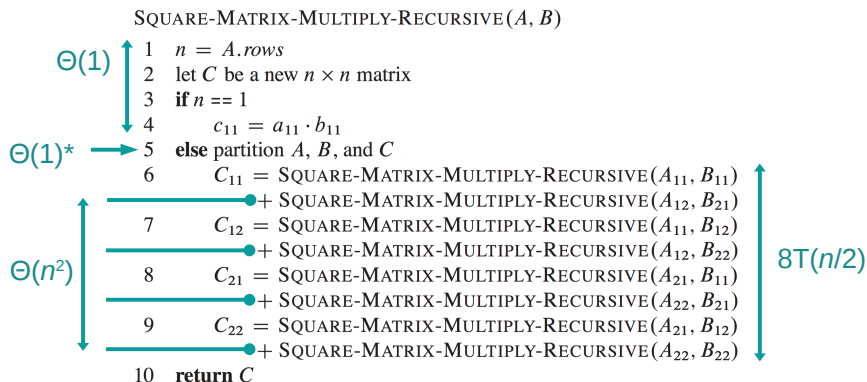 SQUARE-MATRIX-MULTIPLY-RECURSIVE(A, B)
Θ(1)
1 n = A.rows
2 let C be a new n × n matrix
3 if n == 1
4 c₁₁ = a₁₁ · b₁₁
Θ(1)*
5 else partition A, B, and C
6 C₁₁ = SQUARE-MATRIX-MULTIPLY-RECURSIVE(A₁₁, B₁₁)
+ SQUARE-MATRIX-MULTIPLY-RECURSIVE(A₁₂, B₂₁)
7 C₁₂ = SQUARE-MATRIX-MULTIPLY-RECURSIVE(A₁₁, B₁₂)
+ SQUARE-MATRIX-MULTIPLY-RECURSIVE(A₁₂, B₂₂)
Θ(n²)
8T(n/2)
8 C₂₁ = SQUARE-MATRIX-MULTIPLY-RECURSIVE(A₂₁, B₁₁)
+ SQUARE-MATRIX-MULTIPLY-RECURSIVE(A₂₂, B₂₁)
9 C₂₂ = SQUARE-MATRIX-MULTIPLY-RECURSIVE(A₂₁, B₁₂)
+ SQUARE-MATRIX-MULTIPLY-RECURSIVE(A₂₂, B₂₂)
10 return C